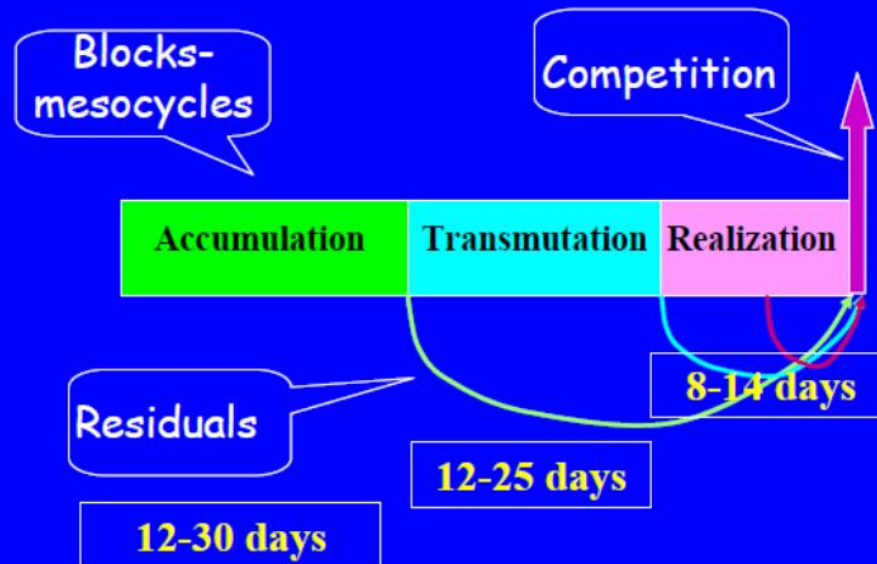 Blocks-
mesocycles
Competition
Accumulation
Transmutation
Realization
Residuals
8-14 days
12-25 days
12-30 days